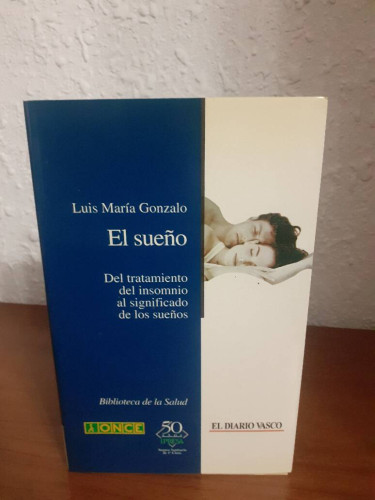 Luis María Gonzalo
El sueño
Del tratamiento
del insomnio
al significado
de los sueños
Biblioteca de la Salud
ONCE
50
EL DIARIO VASCO